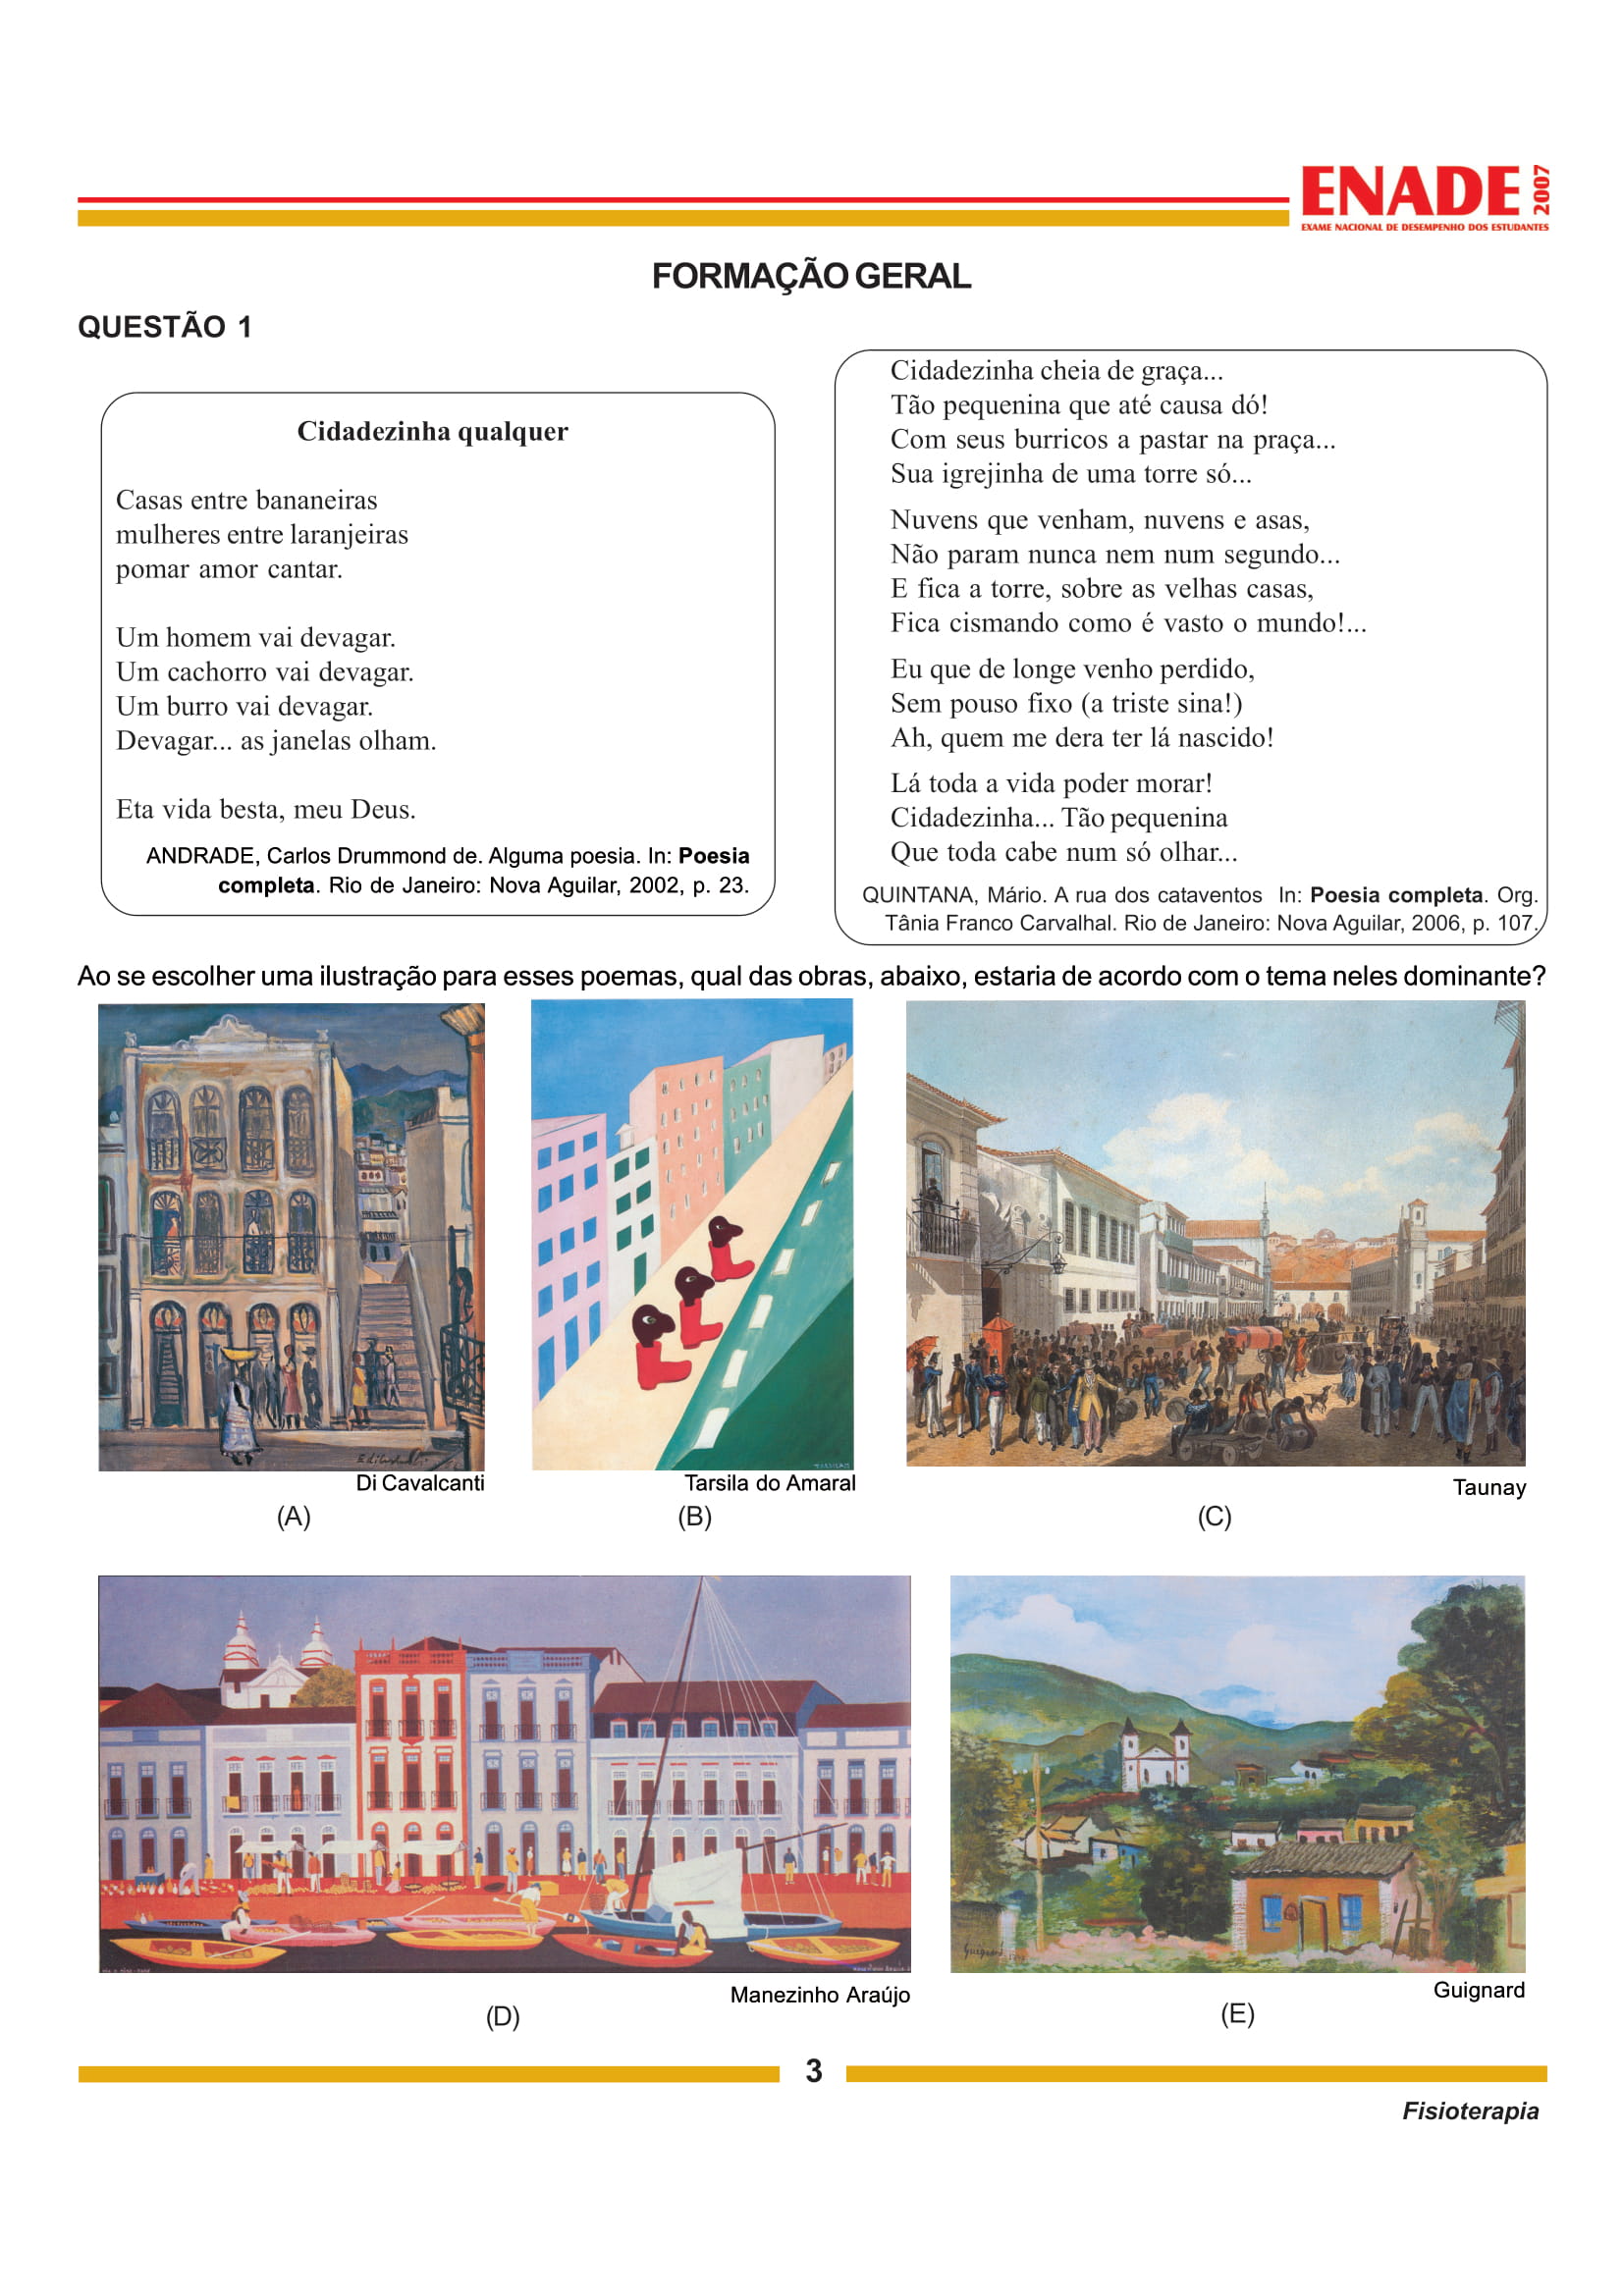 ENADE 2007
EXAME NACIONAL DE DESEMPENHO DOS ESTUDANTES
FORMAÇÃO GERAL
QUESTÃO 1
Cidadezinha qualquer
Casas entre bananeiras
mulheres entre laranjeiras
pomar amor cantar.
Um homem vai devagar.
Um cachorro vai devagar.
Um burro vai devagar.
Devagar... as janelas olham.
Eta vida besta, meu Deus.
ANDRADE, Carlos Drummond de. Alguma poesia. In: Poesia
completa. Rio de Janeiro: Nova Aguilar, 2002, p. 23.
Cidadezinha cheia de graça...
Tão pequenina que até causa dó!
Com seus burricos a pastar na praça...
Sua igrejinha de uma torre só...
Nuvens que venham, nuvens e asas,
Não param nunca nem num segundo...
E fica a torre, sobre as velhas casas,
Fica cismando como é vasto o mundo!...
Eu que de longe venho perdido,
Sem pouso fixo (a triste sina!)
Ah, quem me dera ter lá nascido!
Lá toda a vida poder morar!
Cidadezinha... Tão pequenina
Que toda cabe num só olhar...
QUINTANA, Mário. A rua dos cataventos In: Poesia completa. Org.
Tânia Franco Carvalhal. Rio de Janeiro: Nova Aguilar, 2006, p. 107.
Ao se escolher uma ilustração para esses poemas, qual das obras, abaixo, estaria de acordo com o tema neles dominante?
Di Cavalcanti
(A)
Tarsila do Amaral
(B)
Taunay
(C)
Manezinho Araújo
(D)
Guignard
Guignard
(E)
3
Fisioterapia